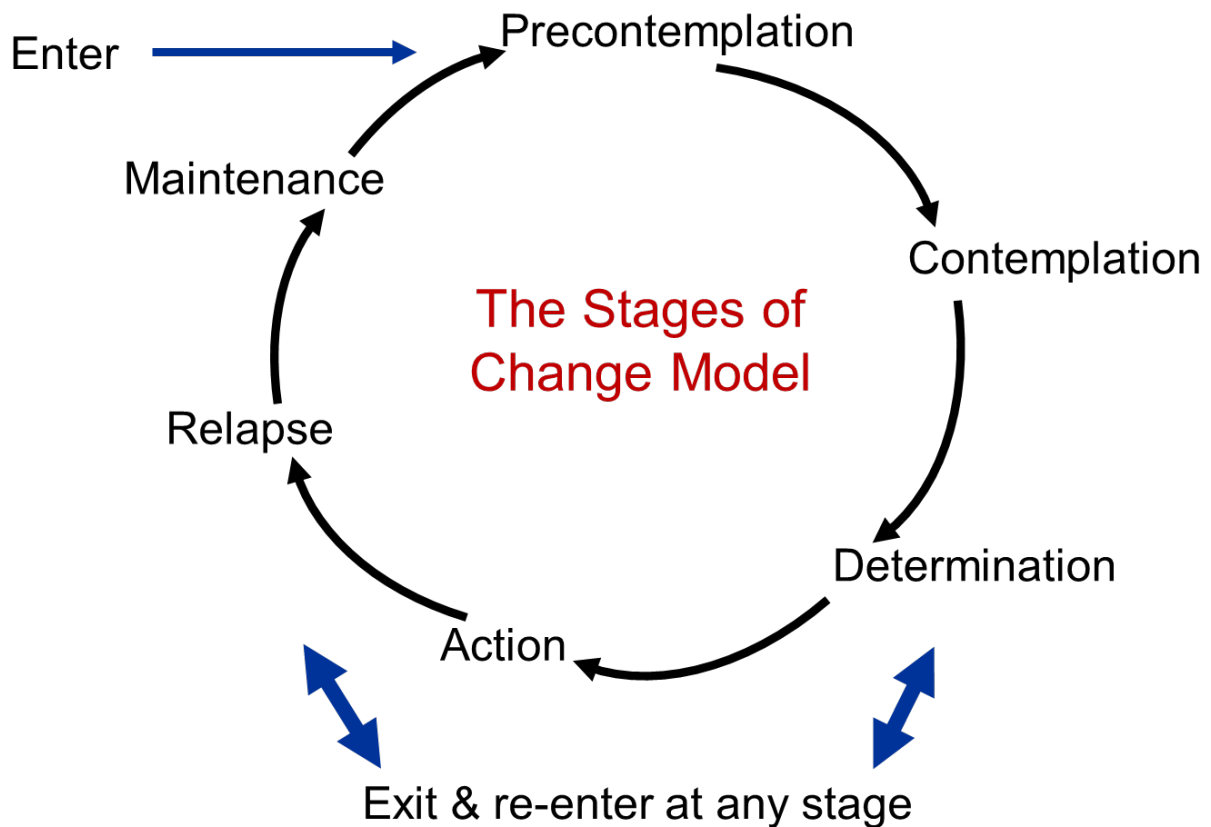 Enter
Precontemplation
Maintenance
Contemplation
The Stages of
Change Model
Relapse
Determination
Action
Exit & re-enter at any stage